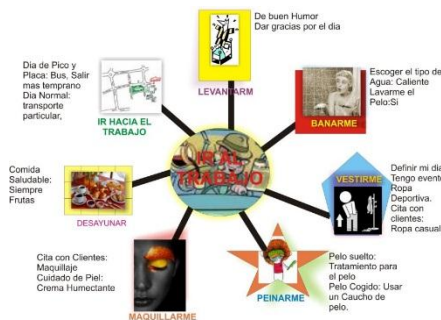 De buen Humor
Dar gracias por el dia
LEVANTARM
Dia de Pico y
Placa: Bus, Salir
mas temprano
Dia Normal:
transporte
particular,
IR HACIA EL
TRABAJO
Escoger el tipo de
Agua: Caliente
Lavarme el
Pelo:Si
BANARME
IR AL
TRABAJO
Comida
Saludable:
Siempre
Frutas
DESAYUNAR
Definir mi dia
Tengo event
Ropa
Deportiva.
Cita con
clientes:
Ropa casual
VESTIRME
Cita con Clientes:
Maquillaje
Cuidado de Piel:
Crema Humectante
MAQUILLARME
Pelo suelto:
Tratamiento para
el pelo
Pelo Cogido: Usar
un Caucho de
pelo.
PEINARME